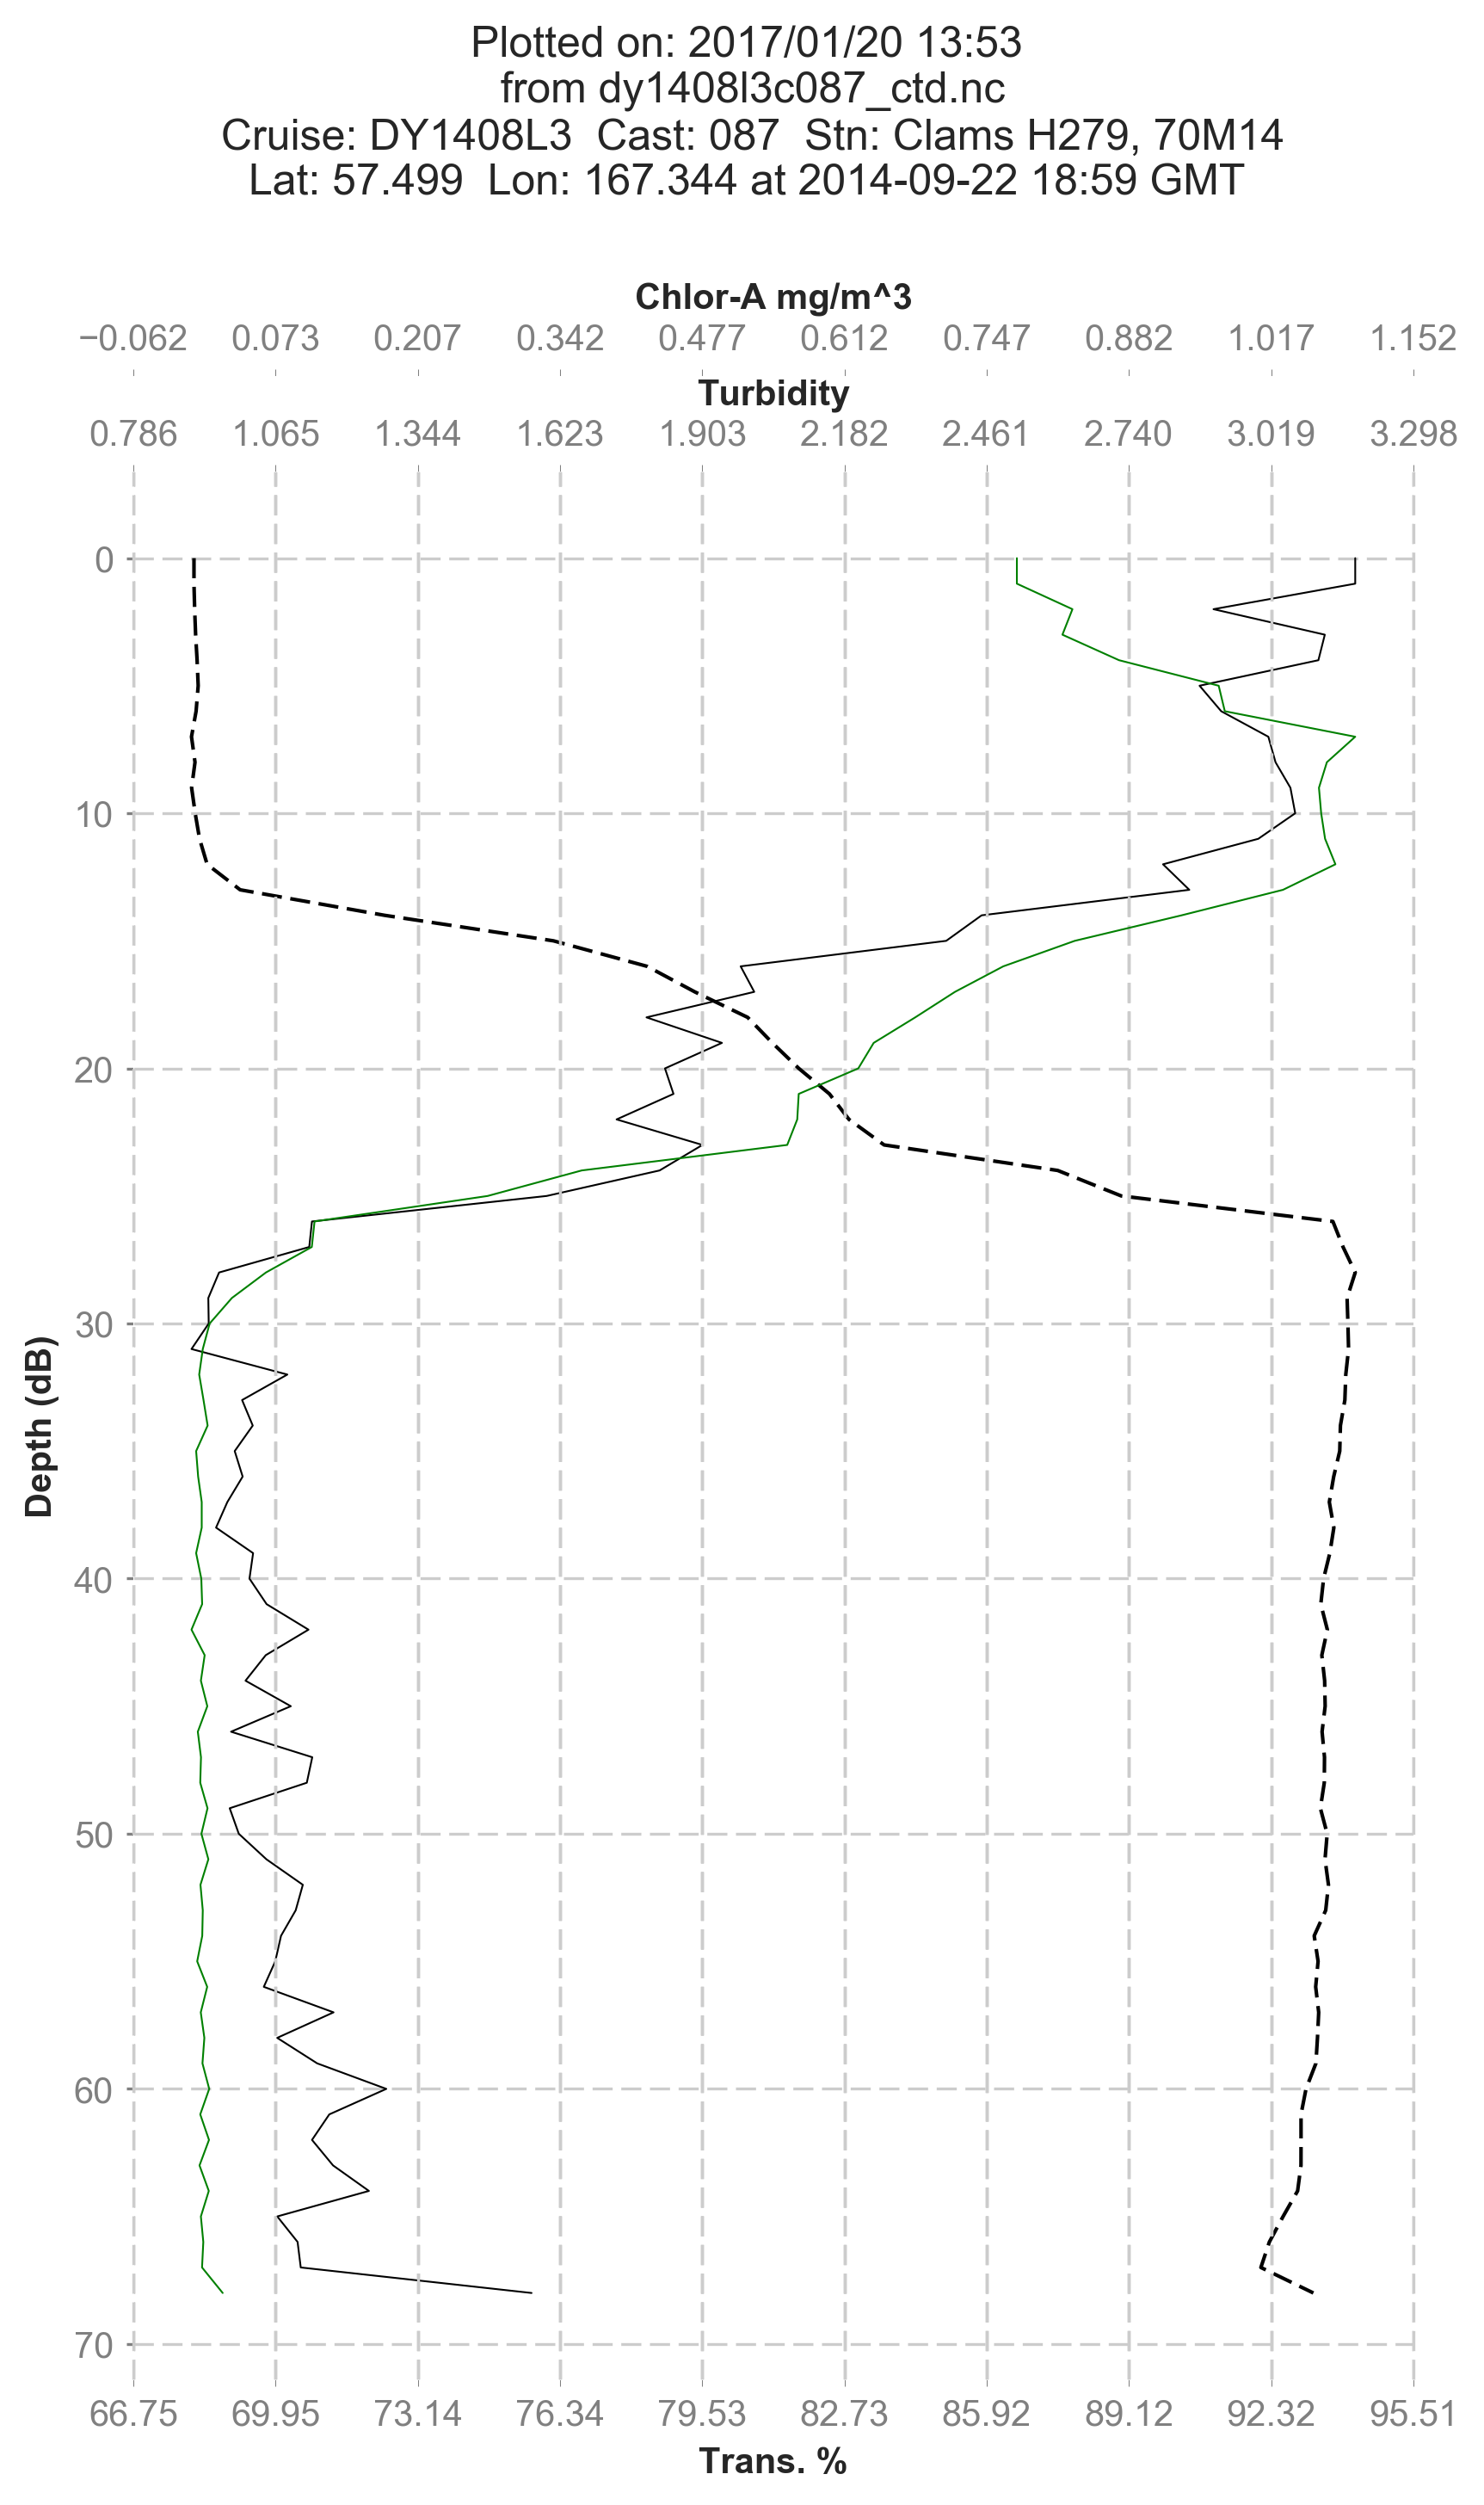 Plotted on: 2017/01/20 13:53
from dy1408l3c087_ctd.nc
Cruise: DY1408L3  Cast: 087  Stn: Clams H279, 70M14
Lat: 57.499  Lon: 167.344 at 2014-09-22 18:59 GMT
Chlor-A mg/m^3
−0.062 0.073 0.207 0.342 0.477 0.612 0.747 0.882 1.017 1.152
Turbidity
0.786 1.065 1.344 1.623 1.903 2.182 2.461 2.740 3.019 3.298
0
10
20
30
Depth (dB)
40
50
60
70
66.75 69.95 73.14 76.34 79.53 82.73 85.92 89.12 92.32 95.51
Trans. %